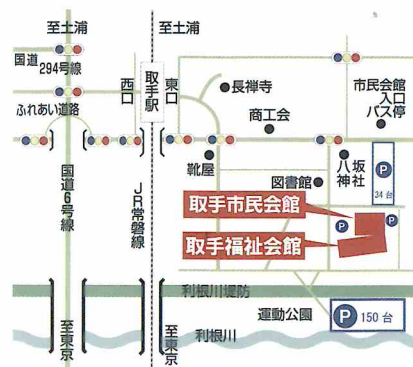 至土浦
至土浦
国道
294号線
ふれあい道路
西口
取手駅
東口
長禅寺
商工会
市民会館
入口
バス停
靴屋
図書館
八坂
神社
P
34台
国道6号線
JR常磐線
取手市民会館
P
P
取手福祉会館
利根川堤防
運動公園
P 150台
利根川
至東京
至東京